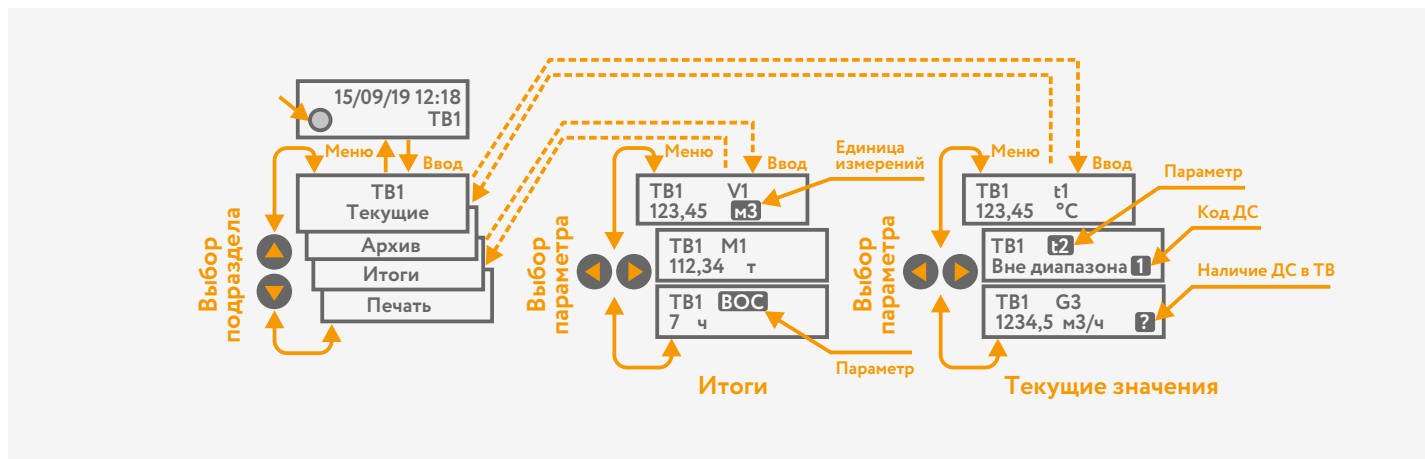 15/09/19 12:18
ТВ1
Меню
Ввод
ТВ1
Текущие
Архив
Итоги
Печать
Выбор
подраздела
Меню
Ввод
Единица
измерений
ТВ1 V1
123,45 м3
ТВ1 М1
112,34 т
ТВ1 ВОС
7 ч
Выбор
параметра
Параметр
Итоги
Меню
Ввод
Параметр
ТВ1 t1
123,45 °С
Код ДС
ТВ1 t2
Вне диапазона 1
Наличие ДС в ТВ
ТВ1 G3
1234,5 м3/ч ?
Выбор
параметра
Текущие значения